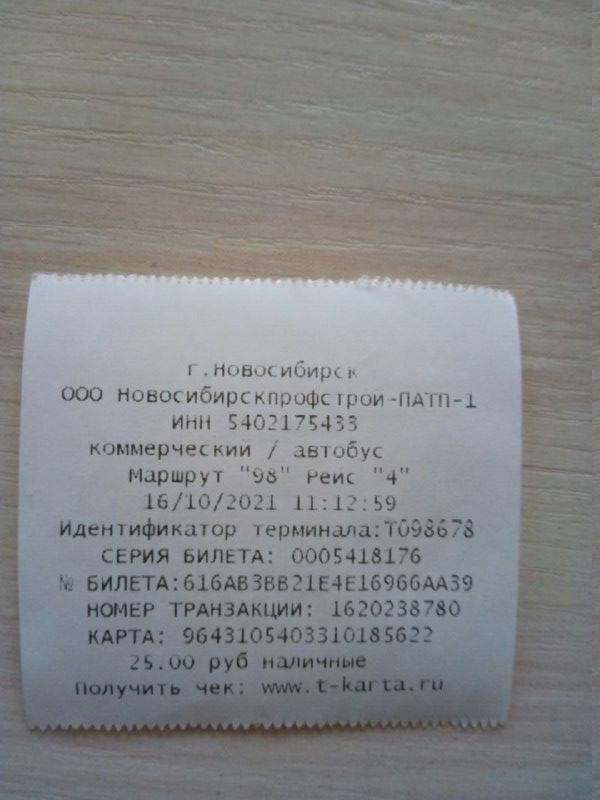 г.Новосибирск
ООО Новосибирскпрофстрой-ПАТП-1
ИНН 5402175433
коммерческий / автобус
Маршрут "98" Рейс "4"
16/10/2021 11:12:59
Идентификатор терминала:T098678
СЕРИЯ БИЛЕТА: 0005418176
№ БИЛЕТА:616AB3BB21E4E16966AA39
НОМЕР ТРАНЗАКЦИИ: 1620238780
КАРТА: 9643105403310185622
25.00 руб наличные
Получить чек: www.t-karta.ru